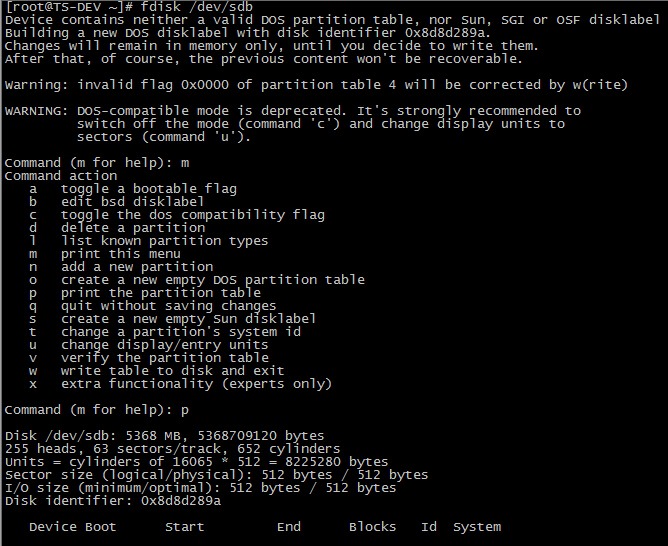 [root@TS-DEV ~]# fdisk /dev/sdb
Device contains neither a valid DOS partition table, nor Sun, SGI or OSF disklabel
Building a new DOS disklabel with disk identifier 0x8d8d289a.
Changes will remain in memory only, until you decide to write them.
After that, of course, the previous content won't be recoverable.

Warning: invalid flag 0x0000 of partition table 4 will be corrected by w(rite)

WARNING: DOS-compatible mode is deprecated. It's strongly recommended to
         switch off the mode (command 'c') and change display units to
         sectors (command 'u').

Command (m for help): m
Command action
   a   toggle a bootable flag
   b   edit bsd disklabel
   c   toggle the dos compatibility flag
   d   delete a partition
   l   list known partition types
   m   print this menu
   n   add a new partition
   o   create a new empty DOS partition table
   p   print the partition table
   q   quit without saving changes
   s   create a new empty Sun disklabel
   t   change a partition's system id
   u   change display/entry units
   v   verify the partition table
   w   write table to disk and exit
   x   extra functionality (experts only)

Command (m for help): p

Disk /dev/sdb: 5368 MB, 5368709120 bytes
255 heads, 63 sectors/track, 652 cylinders
Units = cylinders of 16065 * 512 = 8225280 bytes
Sector size (logical/physical): 512 bytes / 512 bytes
I/O size (minimum/optimal): 512 bytes / 512 bytes
Disk identifier: 0x8d8d289a

   Device Boot      Start         End      Blocks   Id  System